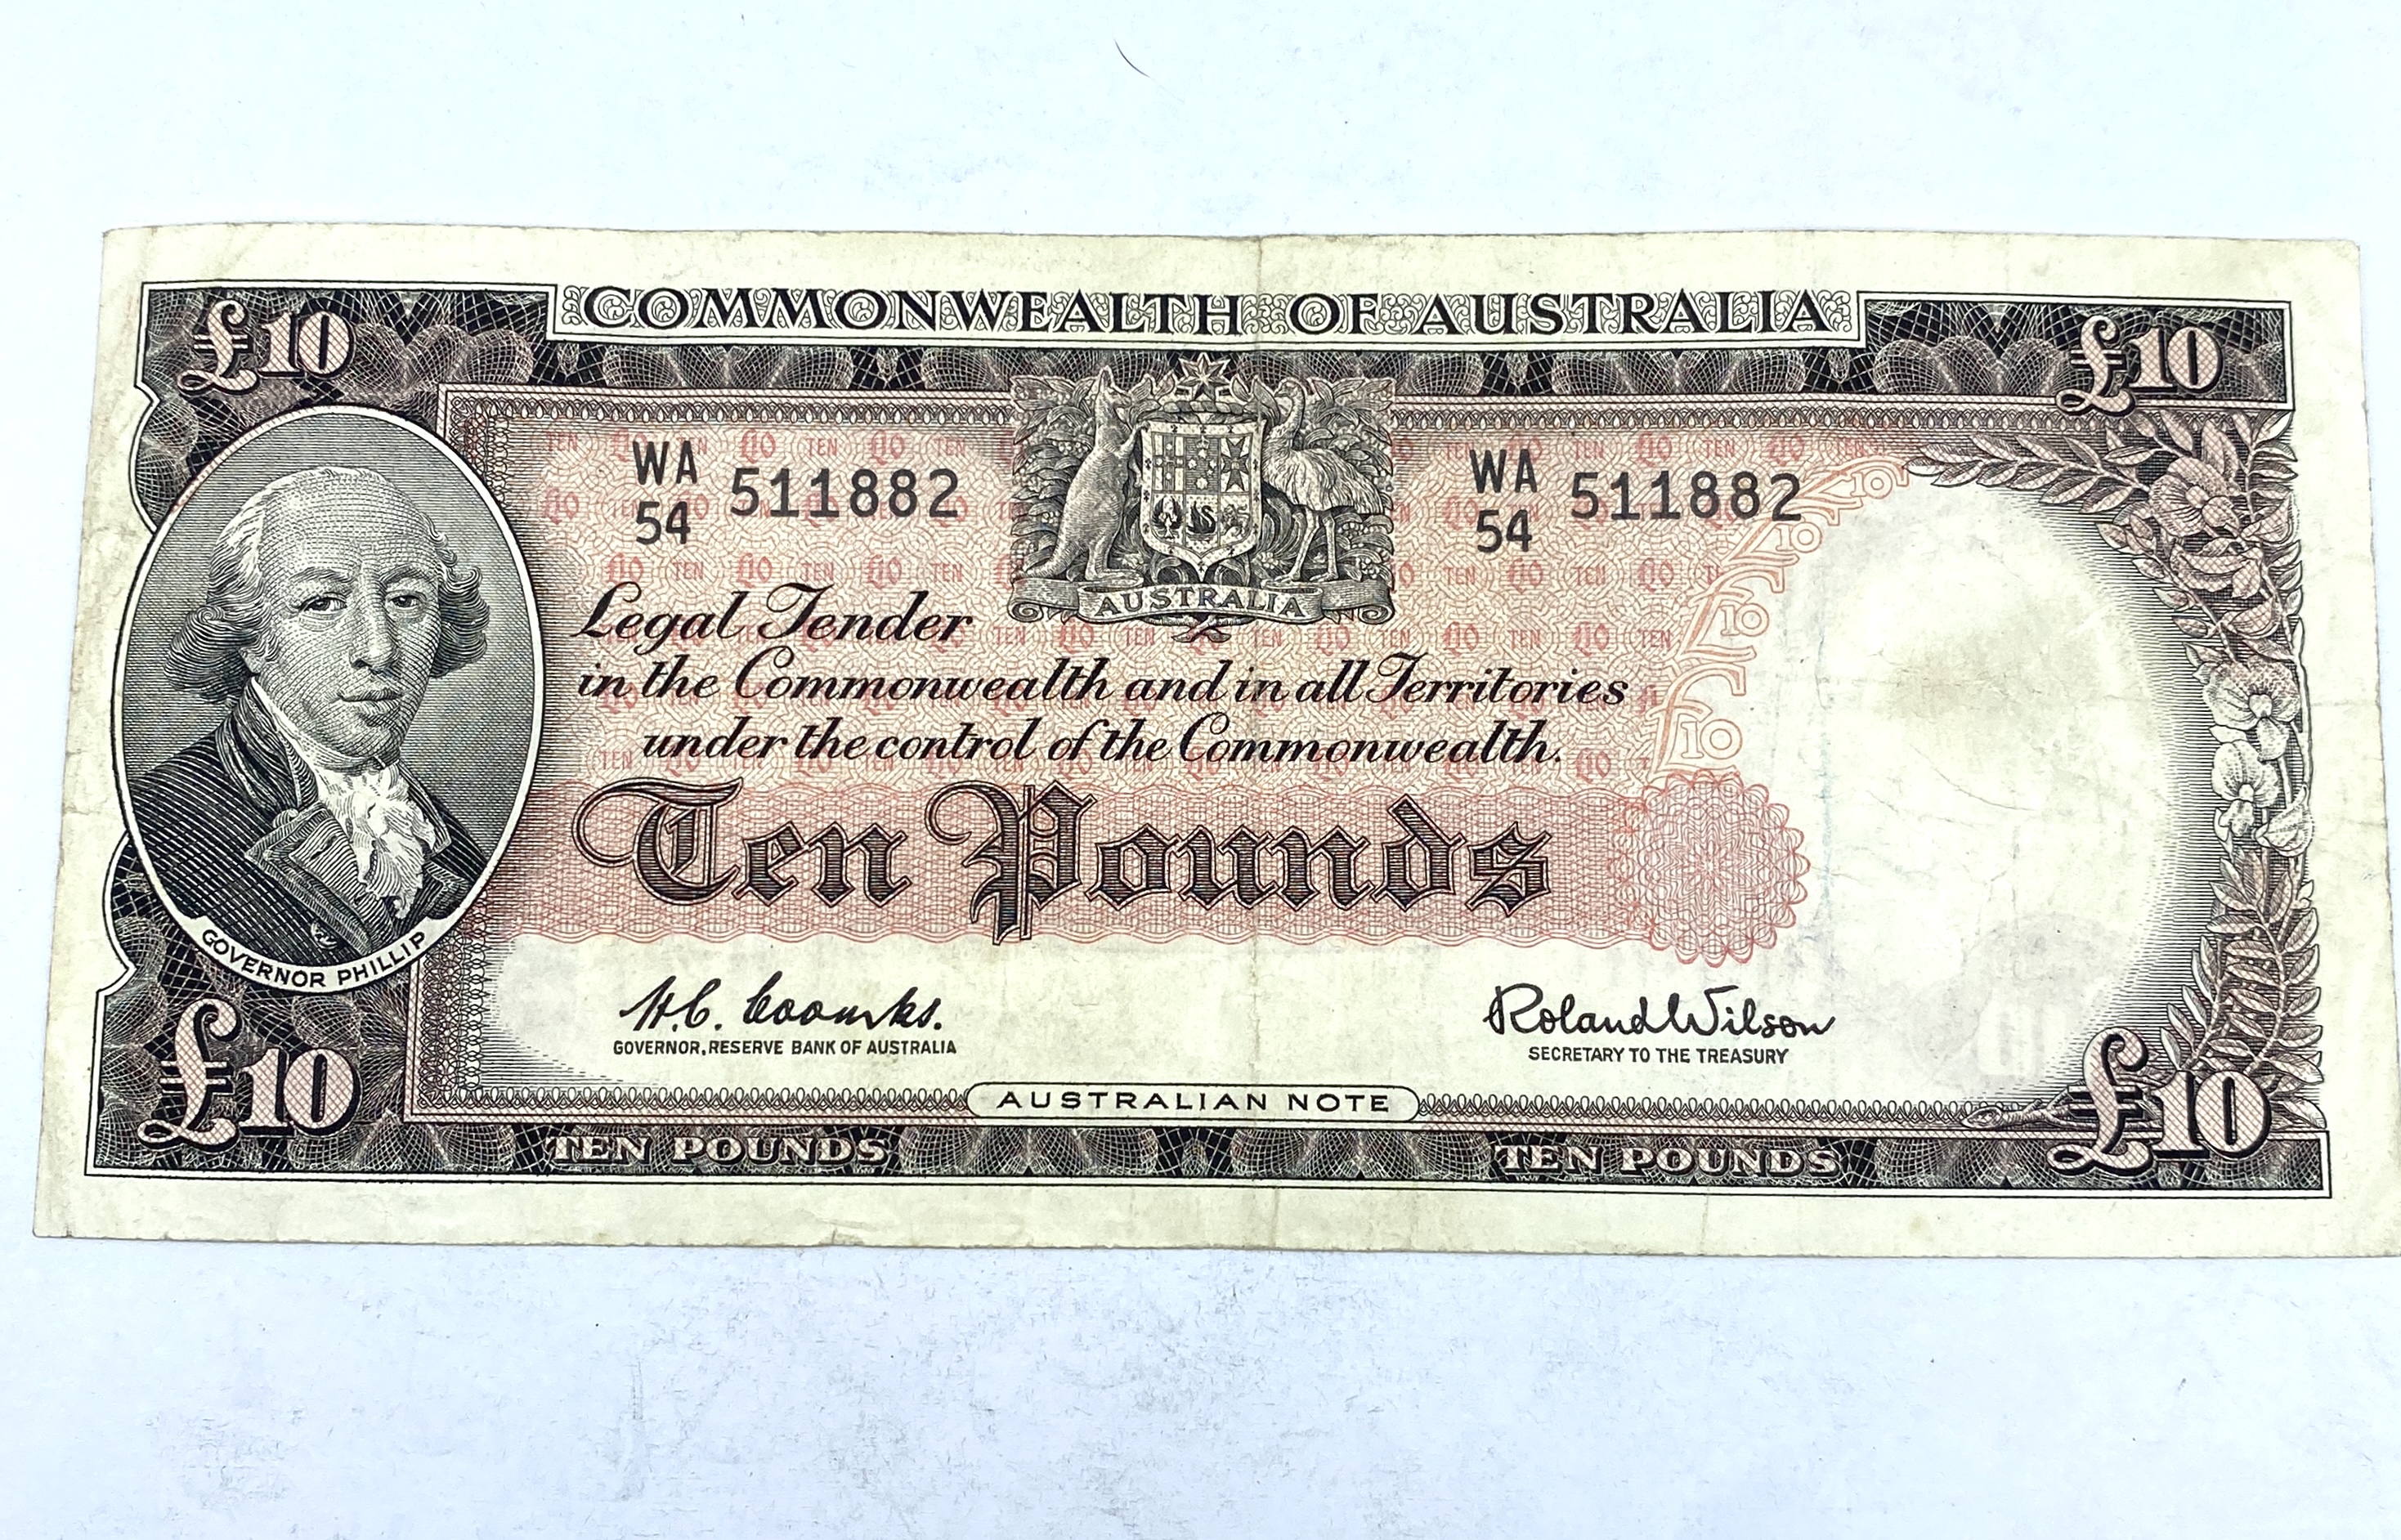 COMMONWEALTH OF AUSTRALIA
£10 £10
WA 54 511882 WA 54 511882
AUSTRALIA
Legal Tender
in the Commonwealth and in all Territories
under the control of the Commonwealth.
Ten Pounds
GOVERNOR PHILLIP
H.C. Coombs. Roland Wilson
GOVERNOR, RESERVE BANK OF AUSTRALIA SECRETARY TO THE TREASURY
£10 £10
AUSTRALIAN NOTE
TEN POUNDS TEN POUNDS